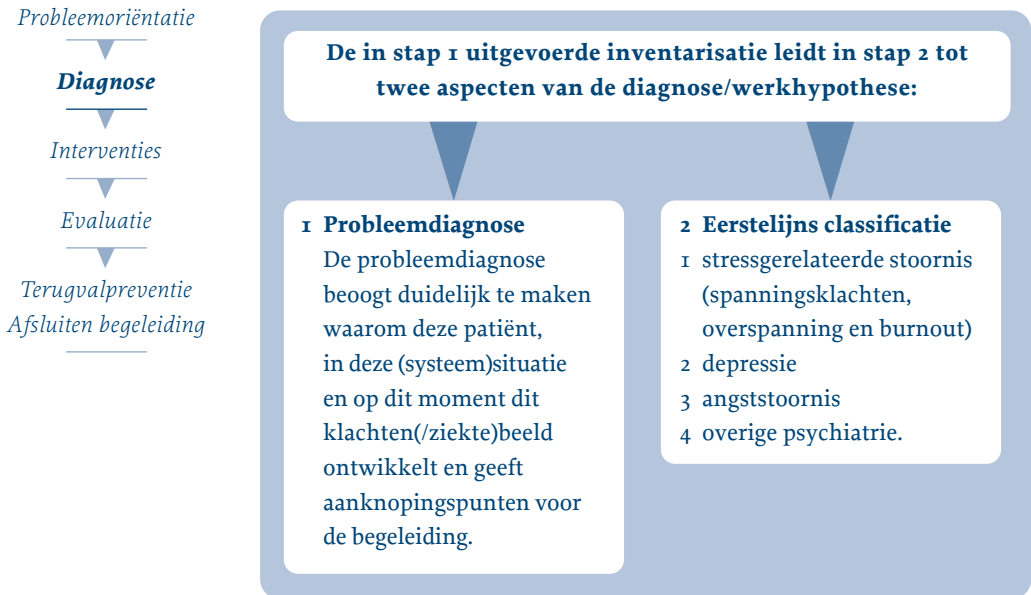 Probleemoriëntatie
Diagnose
Interventies
Evaluatie
Terugvalpreventie
Afsluiten begeleiding
De in stap 1 uitgevoerde inventarisatie leidt in stap 2 tot
twee aspecten van de diagnose/werkhypothese:
1 Probleemdiagnose
De probleemdiagnose
beoogt duidelijk te maken
waarom deze patiënt,
in deze (systeem)situatie
en op dit moment dit
klachten(/ziekte)beeld
ontwikkelt en geeft
aanknopingspunten voor
de begeleiding.
2 Eerstelijns classificatie
1 stressgerelateerde stoornis
(spanningsklachten,
overspanning en burnout)
2 depressie
3 angststoornis
4 overige psychiatrie.